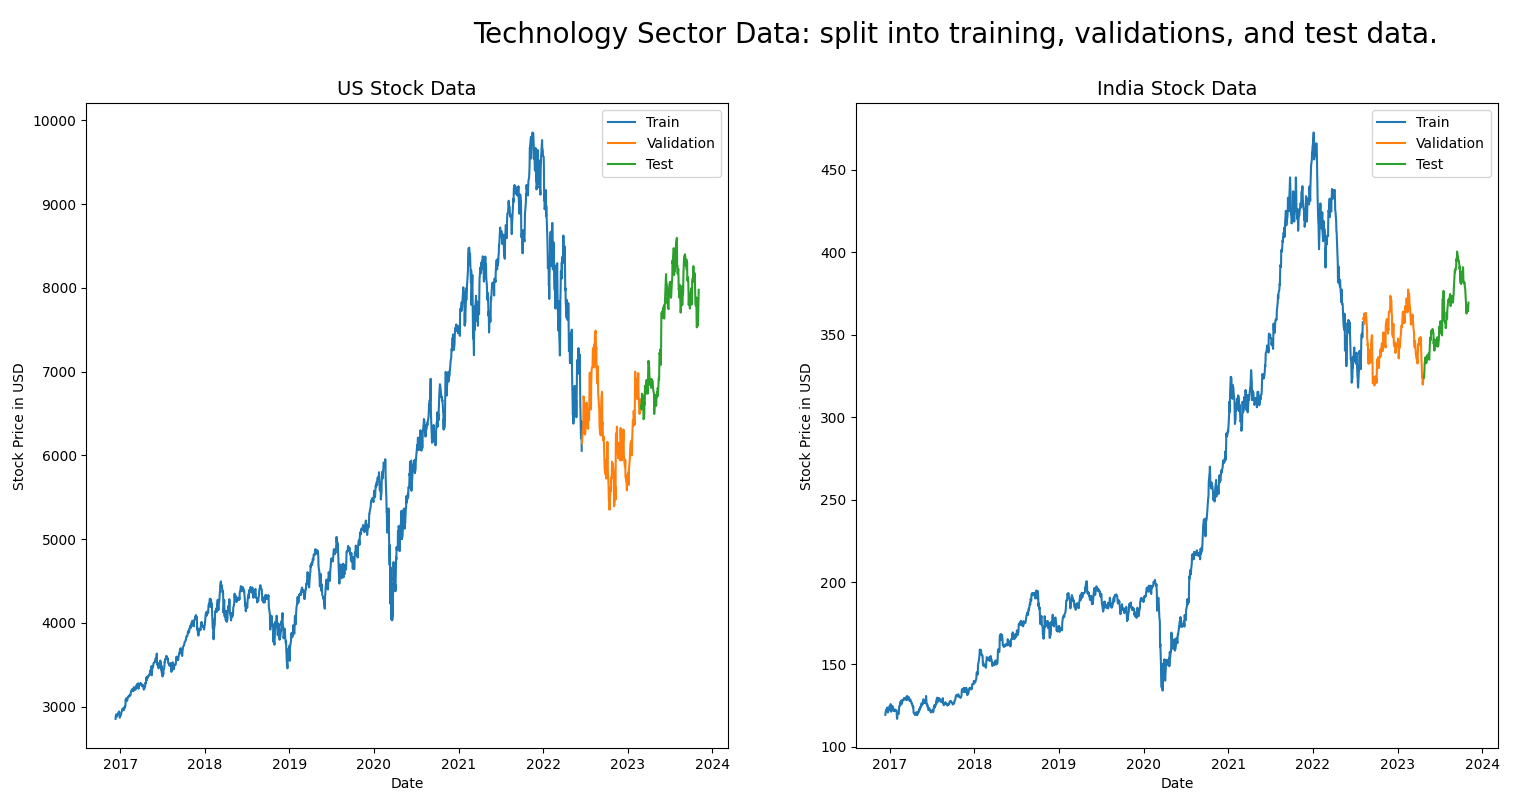 Technology Sector Data: split into training, validations, and test data.
US Stock Data
Train
Validation
Test
10000
9000
8000
7000
6000
5000
4000
3000
Stock Price in USD
2017 2018 2019 2020 2021 2022 2023 2024
Date
India Stock Data
Train
Validation
Test
450
400
350
300
250
200
150
100
Stock Price in USD
2017 2018 2019 2020 2021 2022 2023 2024
Date